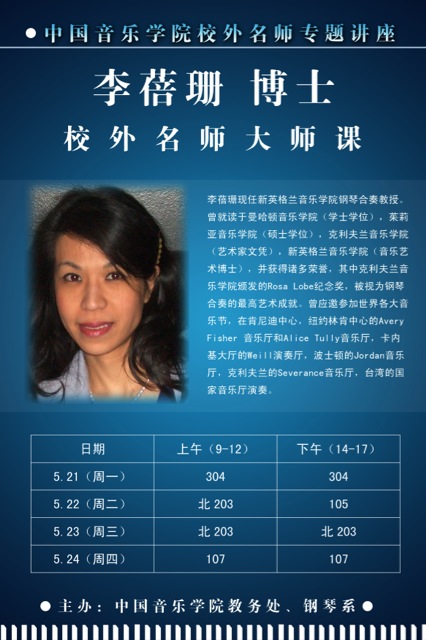 中国音乐学院校外名师专题讲座
李蓓珊 博士
校外名师大师课
李蓓珊现任新英格兰音乐学院钢琴合奏教授。
曾就读于曼哈顿音乐学院（学士学位），茱莉
亚音乐学院（硕士学位），克利夫兰音乐学院
（艺术家文凭），新英格兰音乐学院（音乐艺
术博士），并获得诸多荣誉，其中克利夫兰音
乐学院颁发的Rosa Lobe纪念奖，被视为钢琴
合奏的最高艺术成就。曾应邀参加世界各大音
乐节，在肯尼迪中心，纽约林肯中心的Avery
Fisher 音乐厅和Alice Tully音乐厅，卡内
基大厅的Weill演奏厅，波士顿的Jordan音乐
厅，克利夫兰的Severance音乐厅，台湾的国
家音乐厅演奏。
日期 上午（9-12） 下午（14-17）
5.21（周一） 304 304
5.22（周二） 北 203 105
5.23（周三） 北 203 北 203
5.24（周四） 107 107
主办：中国音乐学院教务处、钢琴系